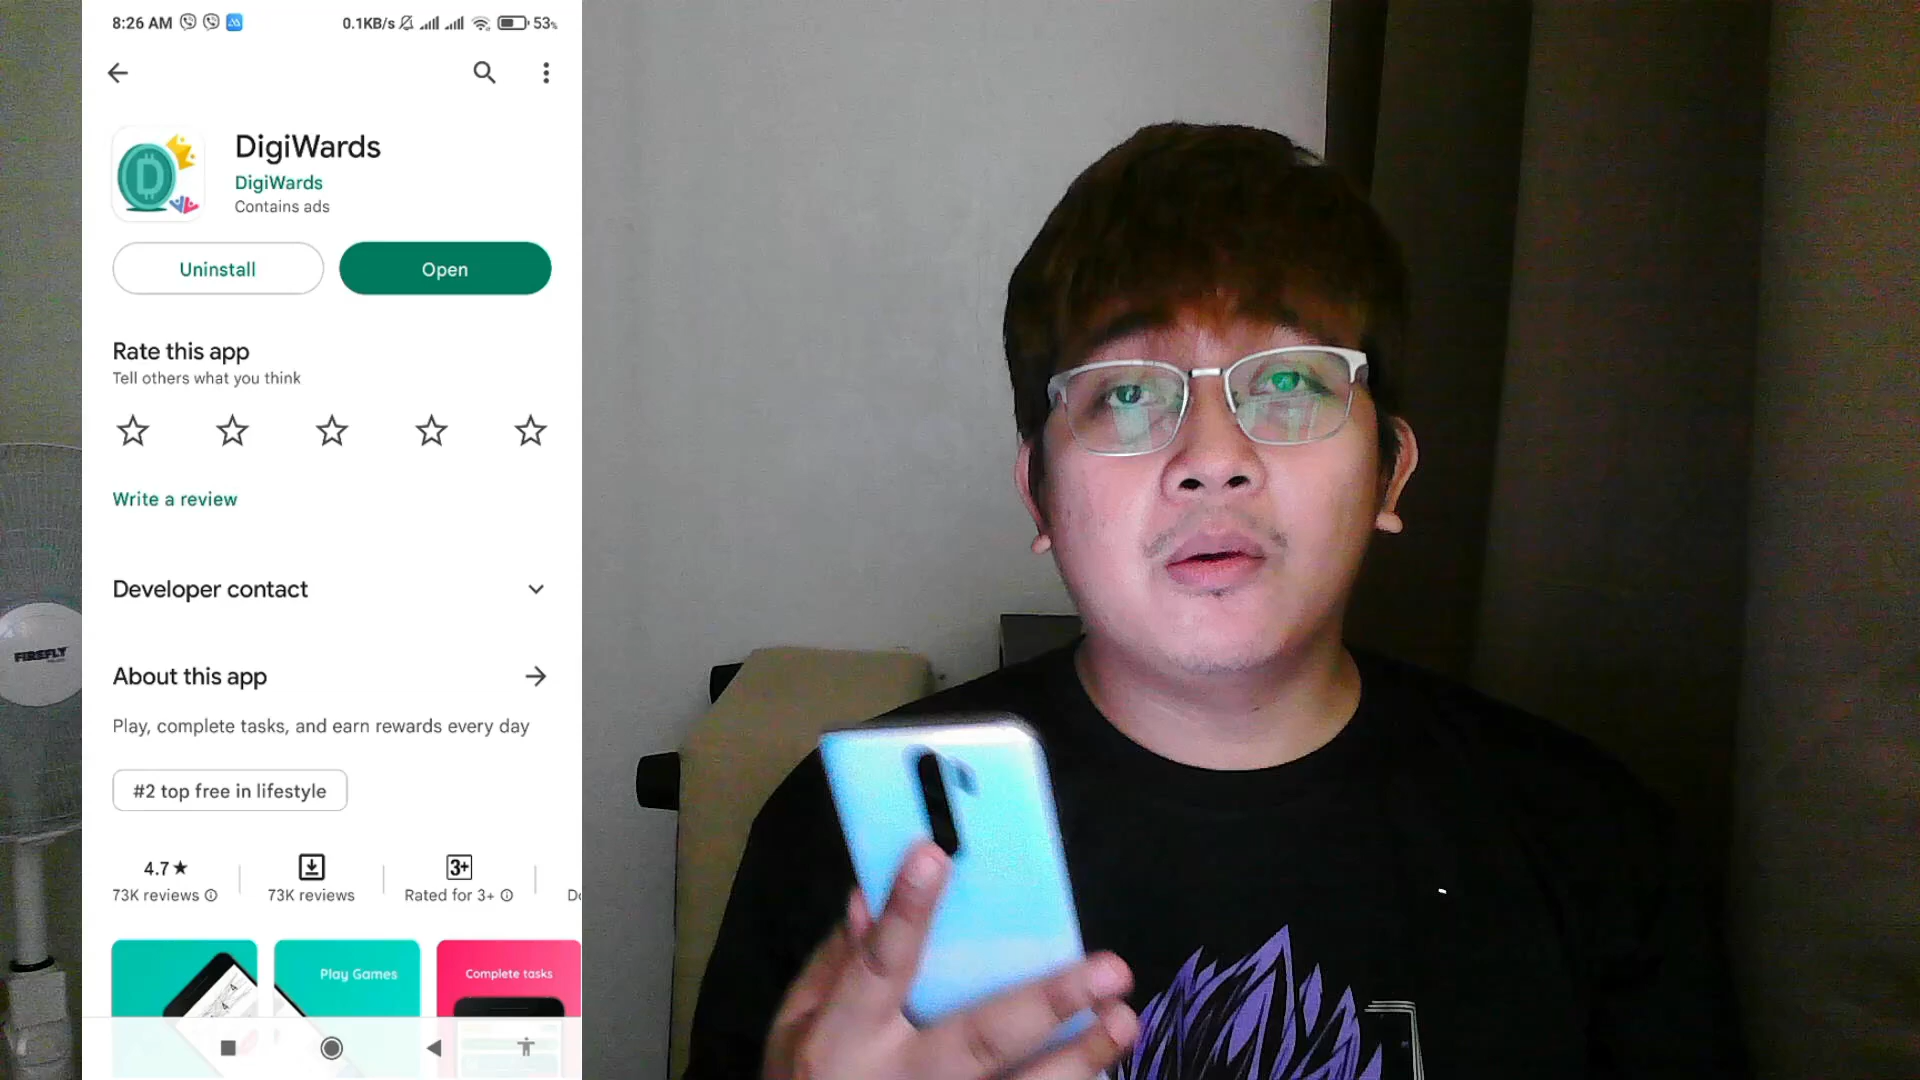 8:26 AM
0.1KB/s
53%
DigiWards
DigiWards
Contains ads
Uninstall
Open
Rate this app
Tell others what you think
Write a review
Developer contact
About this app
Play, complete tasks, and earn rewards every day
#2 top free in lifestyle
4.7★
3+
73K reviews
73K reviews
Rated for 3+
Play Games
Complete tasks
FIREFLY